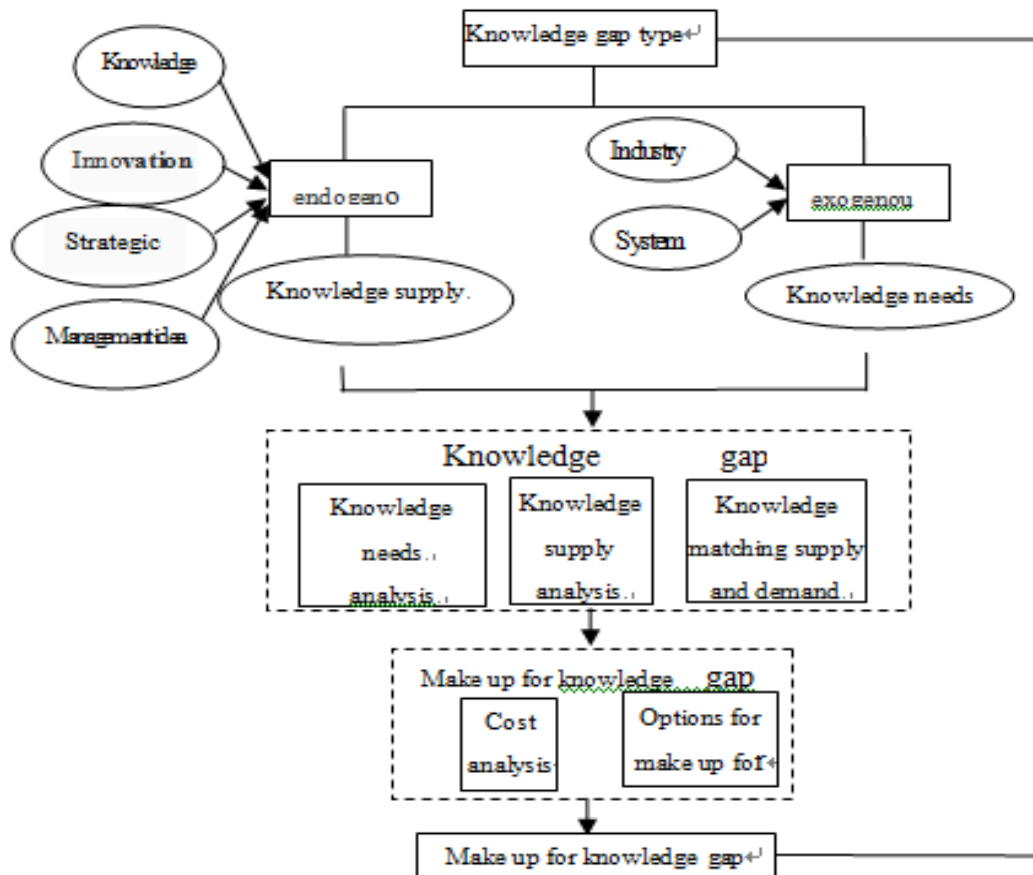 Knowledge gap type
Knowledge
Innovation
Strategic
Management idea
endogeno
Industry
System
exogenou
Knowledge supply.
Knowledge needs
Knowledge gap
Knowledge
needs.
analysis.
Knowledge
supply
analysis.
Knowledge
matching supply
and demand.
Make up for knowledge gap
Cost
analysis
Options for
make up for
Make up for knowledge gap